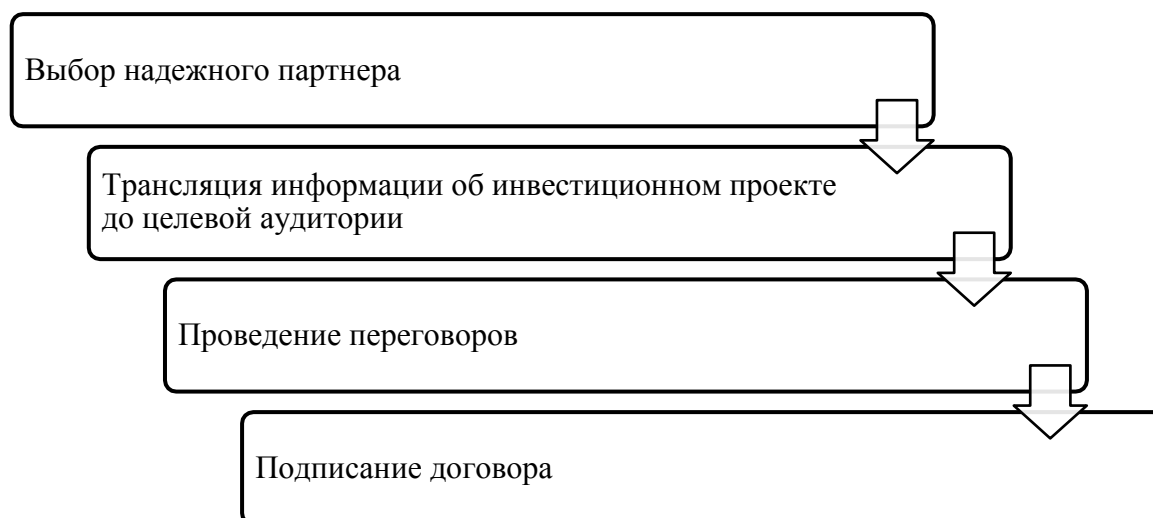 Выбор надежного партнера
Трансляция информации об инвестиционном проекте
до целевой аудитории
Проведение переговоров
Подписание договора